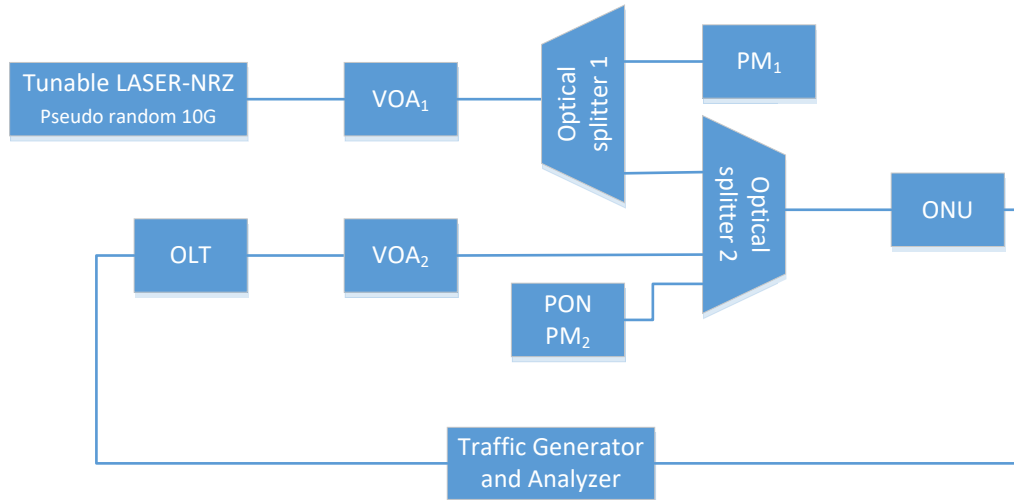 Tunable LASER-NRZ
Pseudo random 10G
VOA₁
Optical
splitter 1
PM₁
Optical
splitter 2
ONU
OLT
VOA₂
PON
PM₂
Traffic Generator
and Analyzer